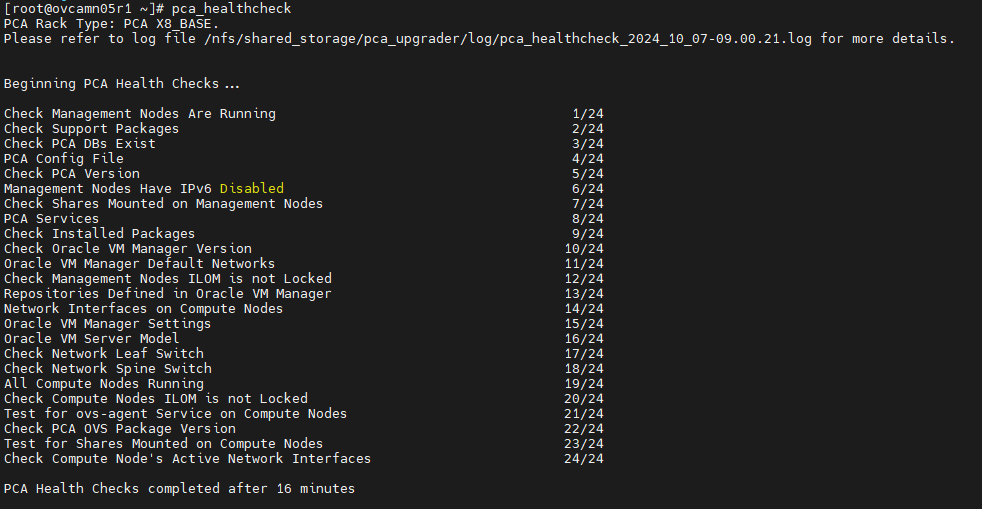 [root@ovcamn05r1 ~]# pca_healthcheck
PCA Rack Type: PCA X8_BASE.
Please refer to log file /nfs/shared_storage/pca_upgrader/log/pca_healthcheck_2024_10_07-09.00.21.log for more details.
Beginning PCA Health Checks...
Check Management Nodes Are Running 1/24
Check Support Packages 2/24
Check PCA DBs Exist 3/24
PCA Config File 4/24
Check PCA Version 5/24
Management Nodes Have IPv6 Disabled 6/24
Check Shares Mounted on Management Nodes 7/24
PCA Services 8/24
Check Installed Packages 9/24
Check Oracle VM Manager Version 10/24
Oracle VM Manager Default Networks 11/24
Check Management Nodes ILOM is not Locked 12/24
Repositories Defined in Oracle VM Manager 13/24
Network Interfaces on Compute Nodes 14/24
Oracle VM Manager Settings 15/24
Oracle VM Server Model 16/24
Check Network Leaf Switch 17/24
Check Network Spine Switch 18/24
All Compute Nodes Running 19/24
Check Compute Nodes ILOM is not Locked 20/24
Test for ovs-agent Service on Compute Nodes 21/24
Check PCA OVS Package Version 22/24
Test for Shares Mounted on Compute Nodes 23/24
Check Compute Node's Active Network Interfaces 24/24
PCA Health Checks completed after 16 minutes